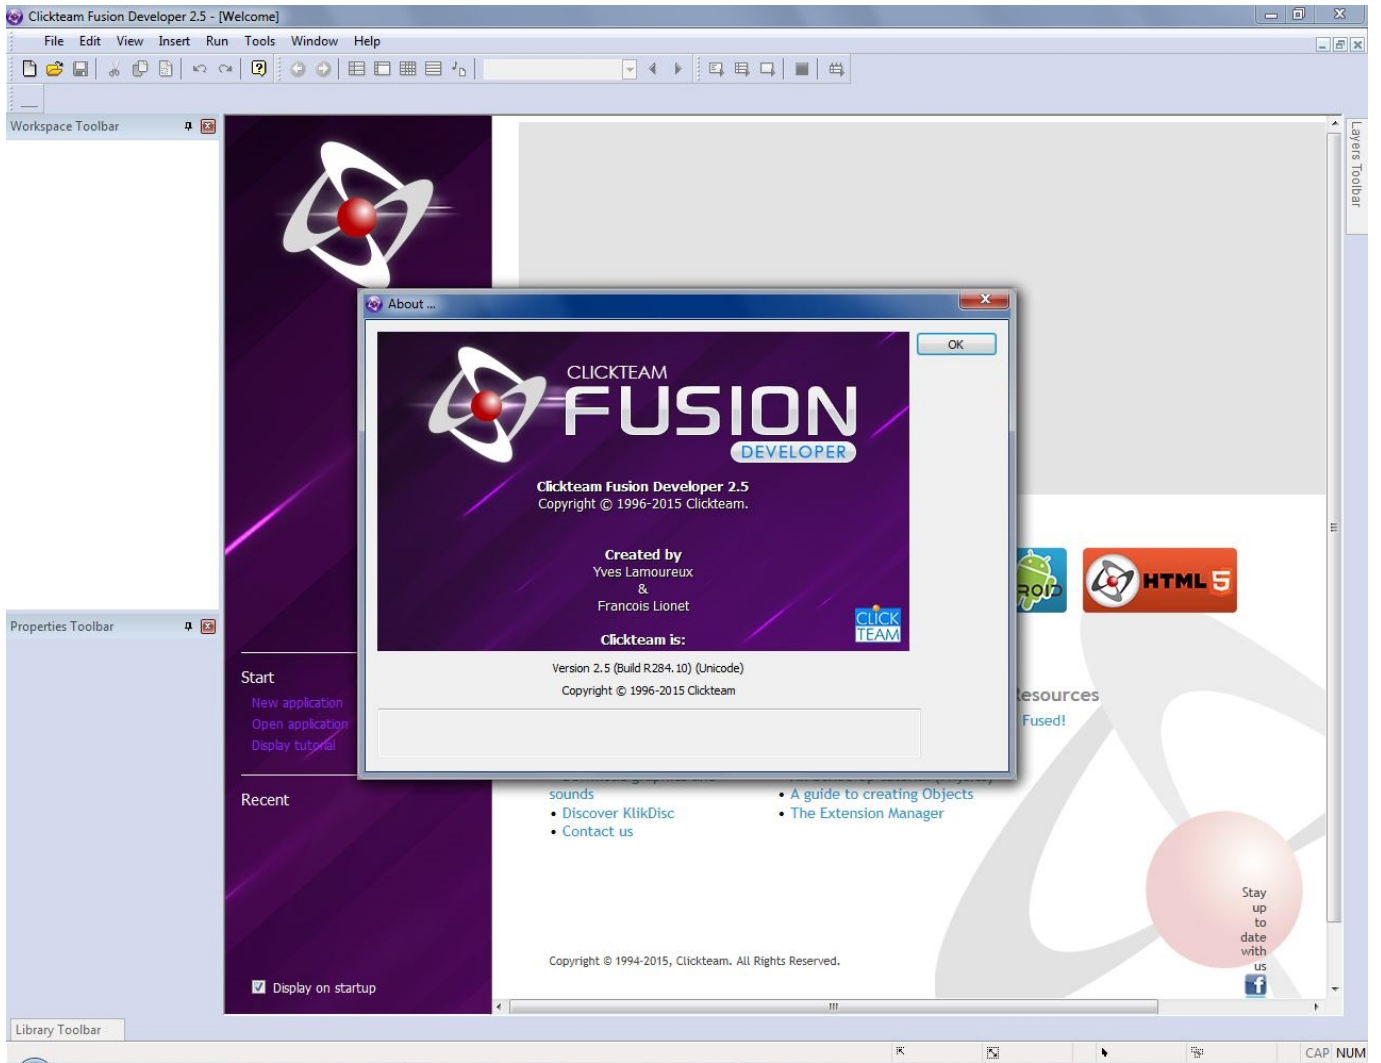 Clickteam Fusion Developer 2.5 - [Welcome]
File Edit View Insert Run Tools Window Help
Workspace Toolbar
Layers Toolbar
About ...
OK
CLICKTEAM
FUSION
DEVELOPER
Clickteam Fusion Developer 2.5
Copyright © 1996-2015 Clickteam.
Created by
Yves Lamoureux
&
Francois Lionet
Clickteam is:
CLICK
TEAM
Version 2.5 (Build R284.10) (Unicode)
Copyright © 1996-2015 Clickteam
HTML 5
Properties Toolbar
Start
New application
Open application
Display tutorial
Recent
Display on startup
Fused!
sounds
• Discover KlikDisc
• Contact us
• A guide to creating Objects
• The Extension Manager
Stay
up
to
date
with
us
f
Copyright © 1994-2015, Clickteam. All Rights Reserved.
Library Toolbar
CAP NUM